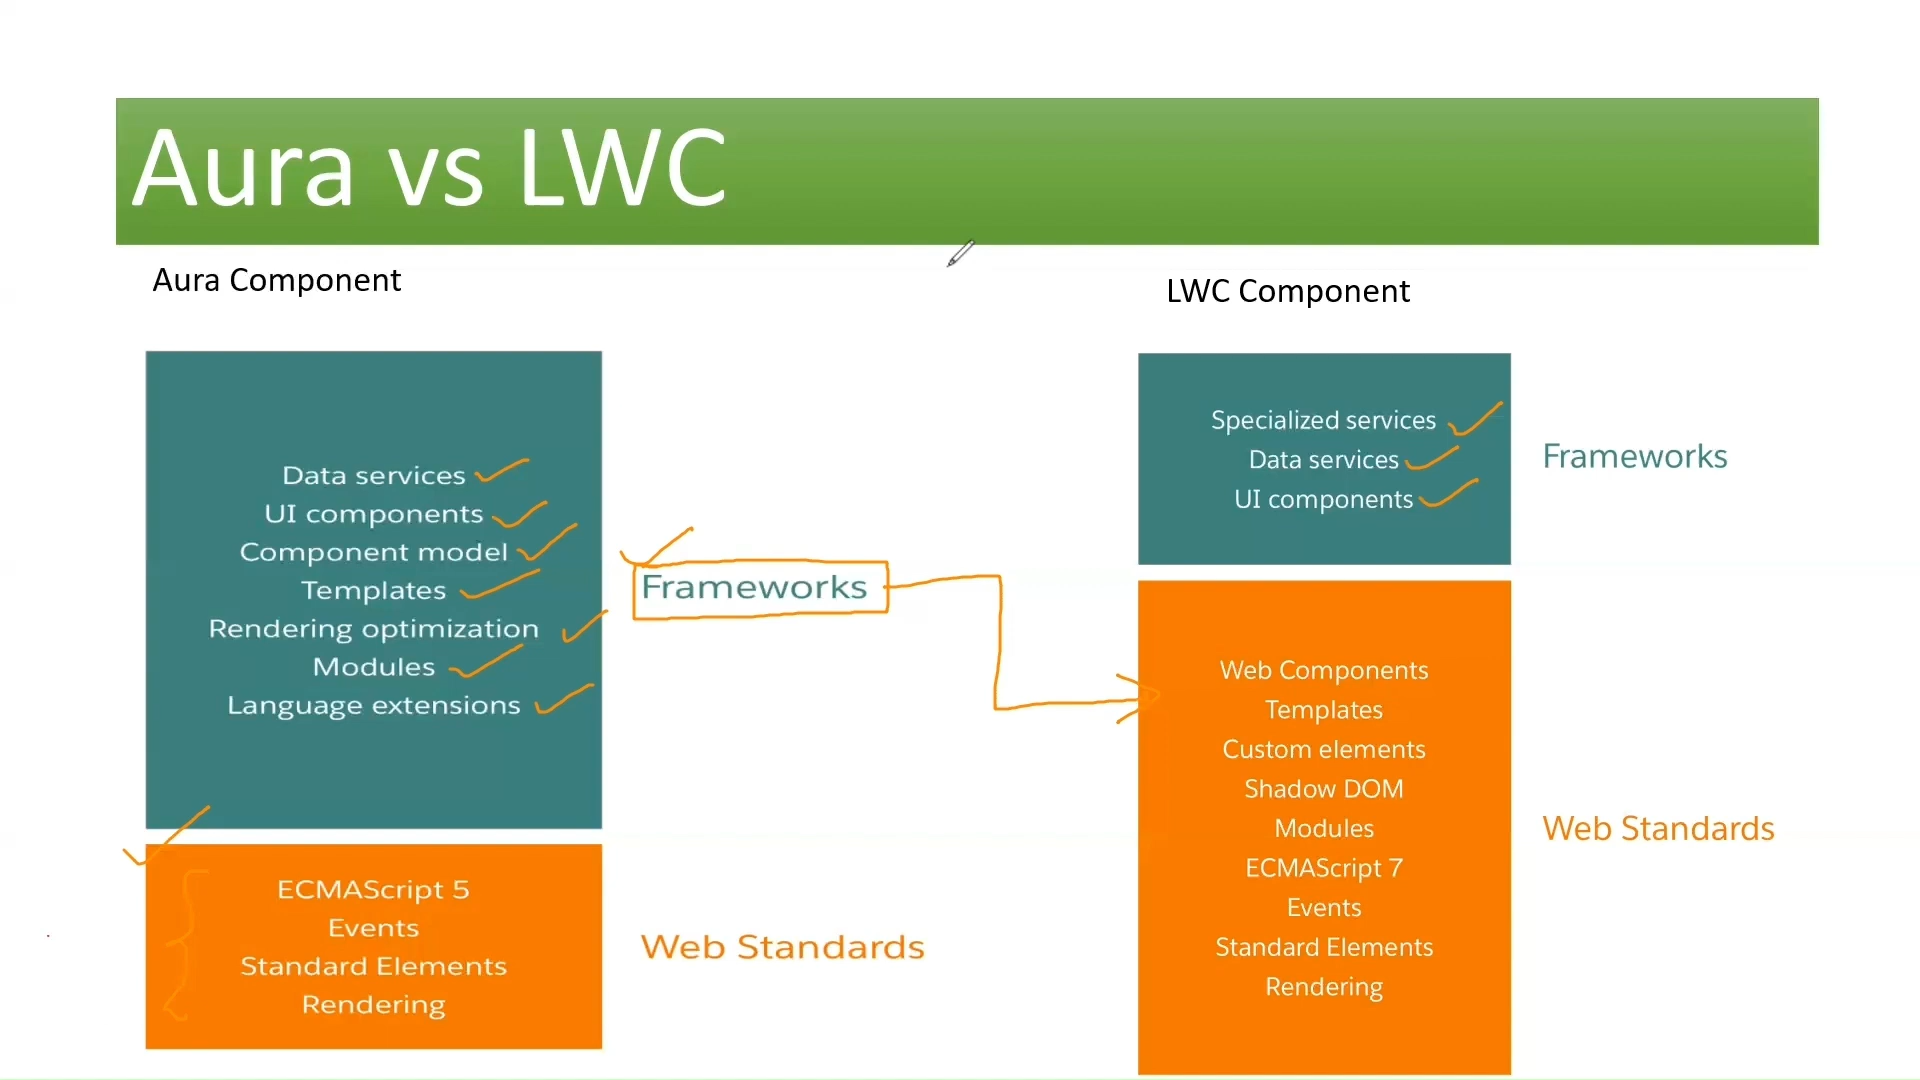 Aura vs LWC
Aura Component
Data services
UI components
Component model
Templates
Rendering optimization
Modules
Language extensions
Frameworks
ECMAScript 5
Events
Standard Elements
Rendering
Web Standards
LWC Component
Specialized services
Data services
UI components
Frameworks
Web Components
Templates
Custom elements
Shadow DOM
Modules
ECMAScript 7
Events
Standard Elements
Rendering
Web Standards